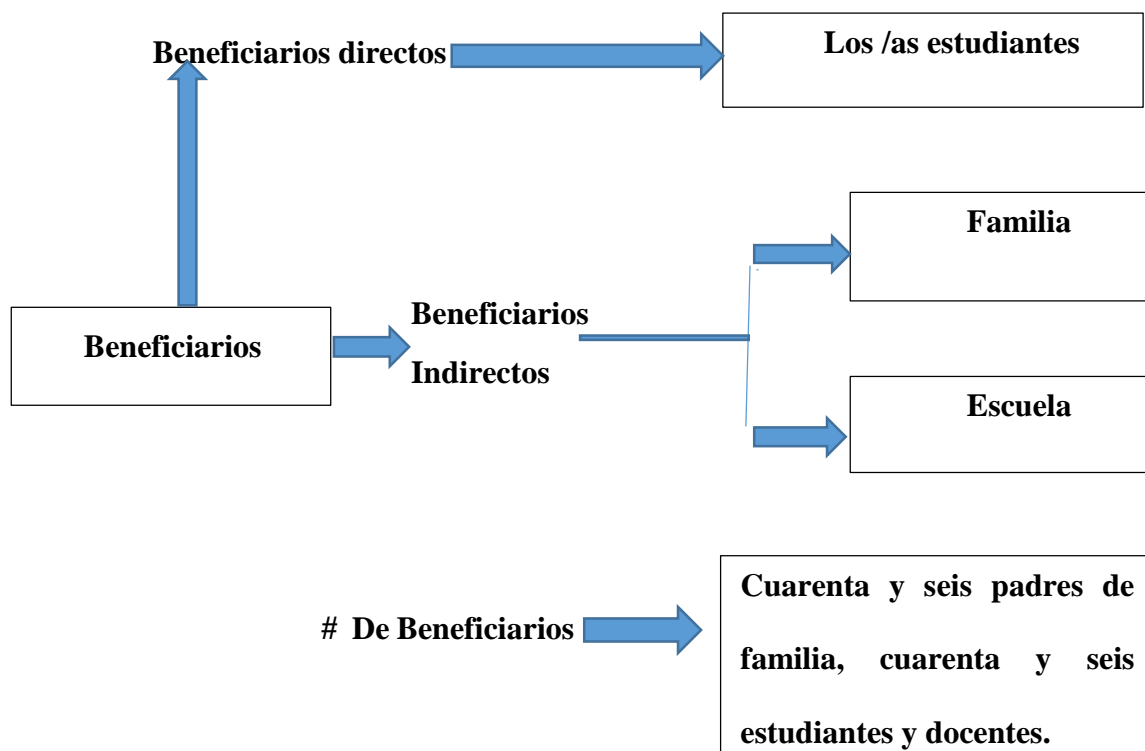 Beneficiarios directos
Los /as estudiantes
Familia
Beneficiarios
Beneficiarios
Indirectos
Escuela
# De Beneficiarios
Cuarenta y seis padres de
familia, cuarenta y seis
estudiantes y docentes.